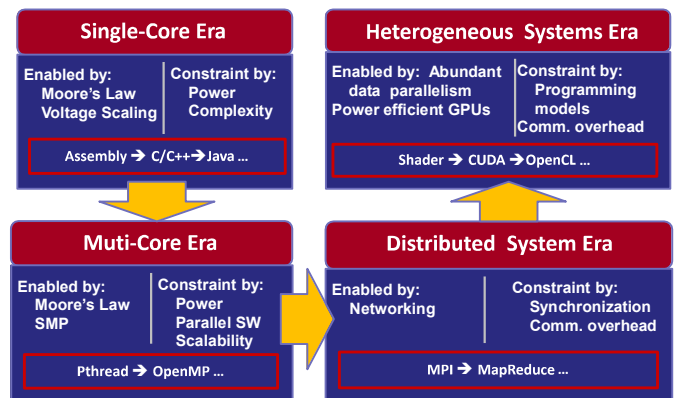 Single-Core Era
Enabled by:
Moore's Law
Voltage Scaling
Constraint by:
Power
Complexity
Assembly ➔ C/C++➔Java …
Muti-Core Era
Enabled by:
Moore's Law
SMP
Constraint by:
Power
Parallel SW
Scalability
Pthread ➔ OpenMP …
Distributed System Era
Enabled by:
Networking
Constraint by:
Synchronization
Comm. overhead
MPI ➔ MapReduce …
Heterogeneous Systems Era
Enabled by: Abundant
data parallelism
Power efficient GPUs
Constraint by:
Programming
models
Comm. overhead
Shader ➔ CUDA ➔OpenCL …